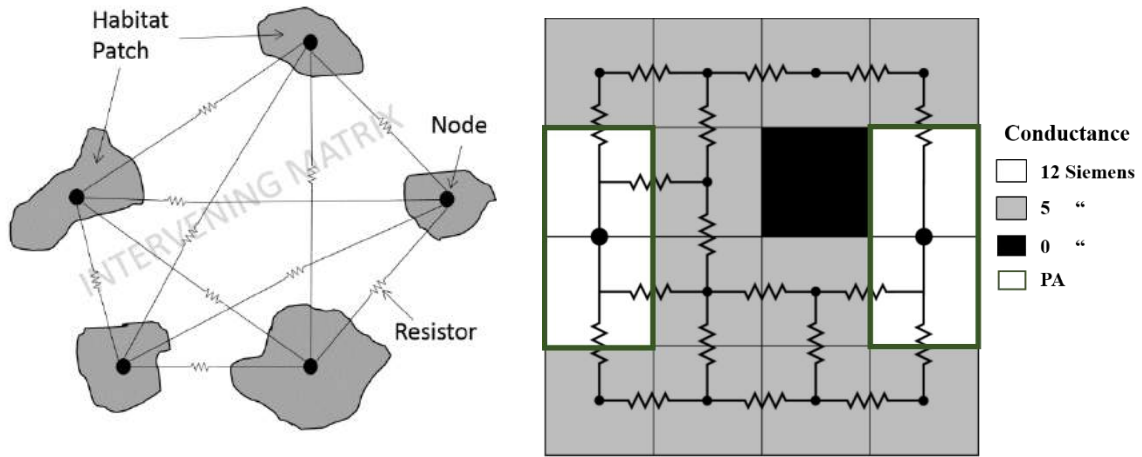 Habitat
Patch
Node
INTERVENING MATRIX
Resistor
Conductance
12 Siemens
5 “
0 “
PA